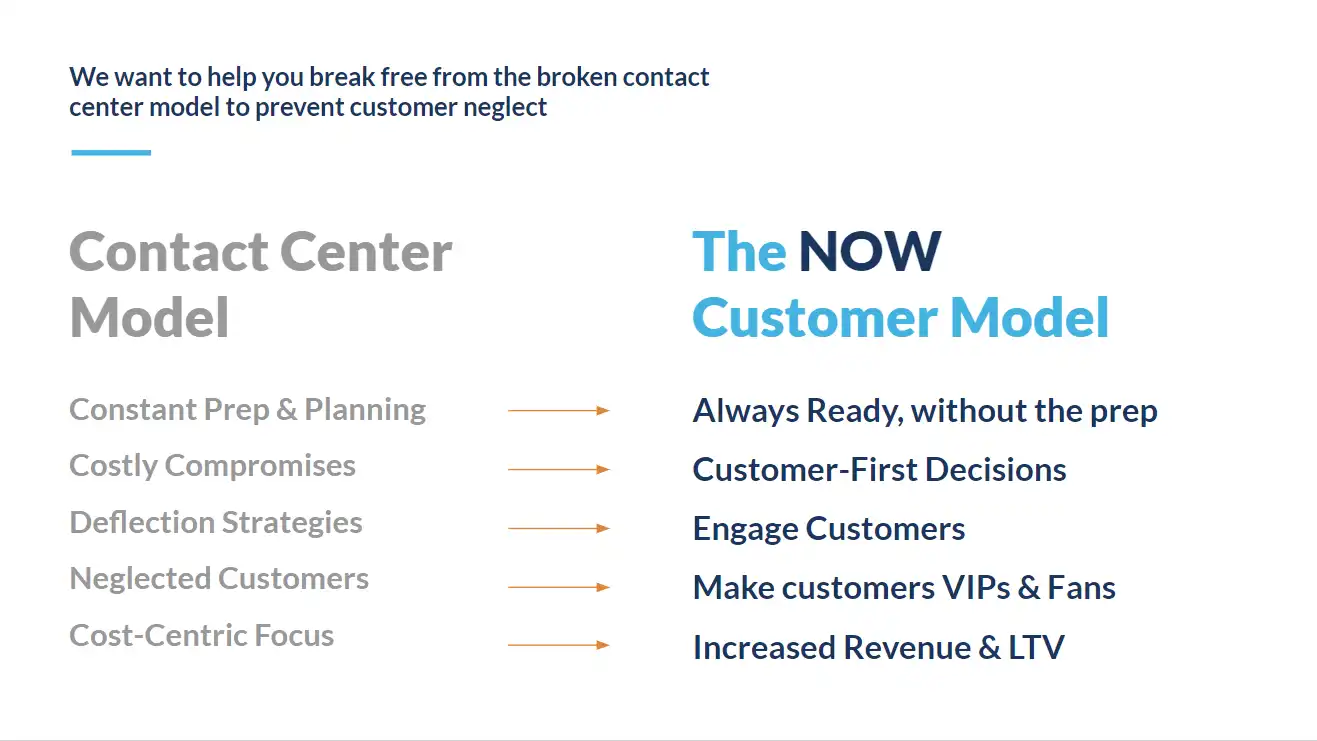 We want to help you break free from the broken contact
center model to prevent customer neglect
Contact Center
Model
Constant Prep & Planning
Costly Compromises
Deflection Strategies
Neglected Customers
Cost-Centric Focus
The NOW
Customer Model
Always Ready, without the prep
Customer-First Decisions
Engage Customers
Make customers VIPs & Fans
Increased Revenue & LTV